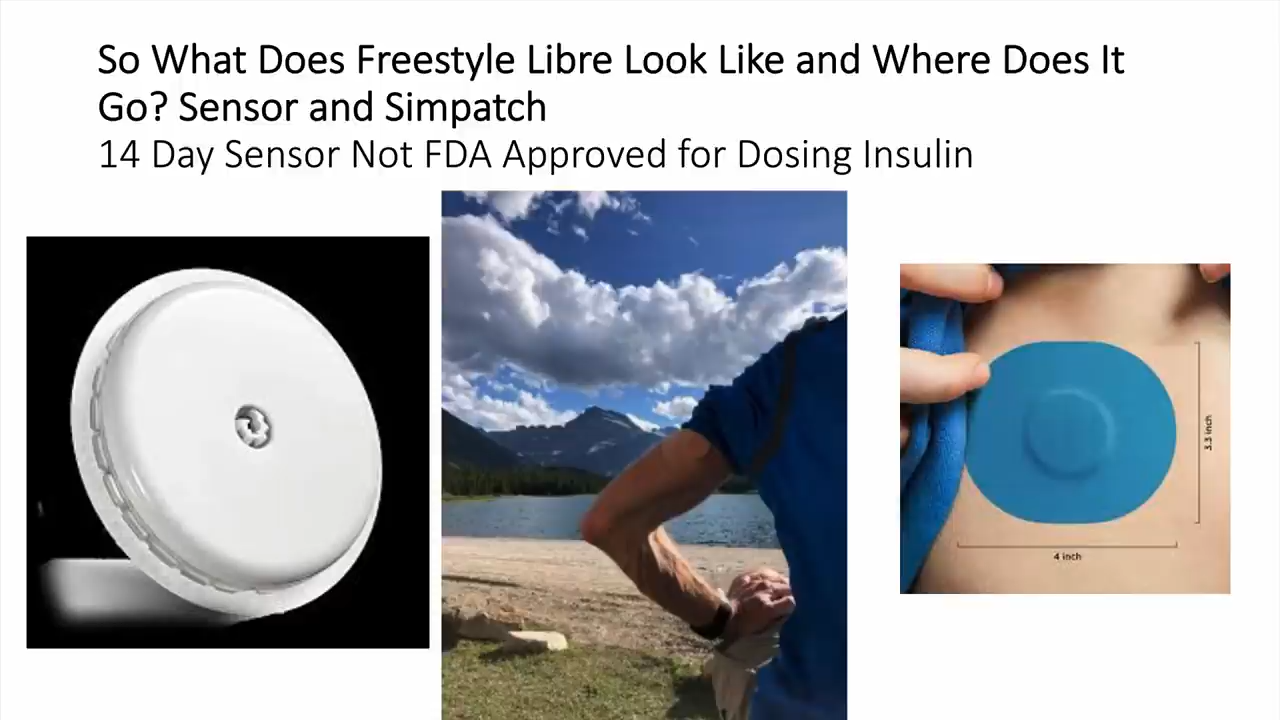 So What Does Freestyle Libre Look Like and Where Does It
Go? Sensor and Simpatch
14 Day Sensor Not FDA Approved for Dosing Insulin
3.3 inch
4 inch